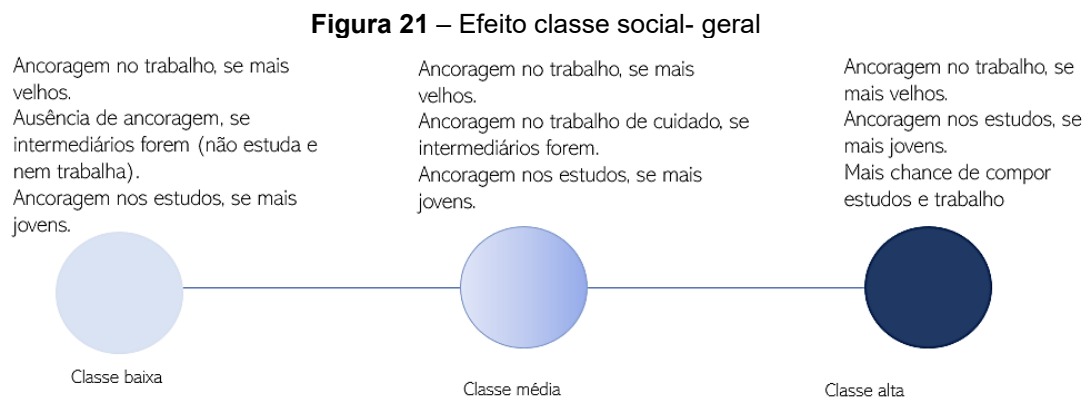 Figura 21 – Efeito classe social- geral
Ancoragem no trabalho, se mais
velhos.
Ausência de ancoragem, se
intermediários forem (não estuda e
nem trabalha).
Ancoragem nos estudos, se mais
jovens.
Ancoragem no trabalho, se mais
velhos.
Ancoragem no trabalho de cuidado, se
intermediários forem.
Ancoragem nos estudos, se mais
jovens.
Ancoragem no trabalho, se
mais velhos.
Ancoragem nos estudos, se
mais jovens.
Mais chance de compor
estudos e trabalho
Classe baixa
Classe média
Classe alta